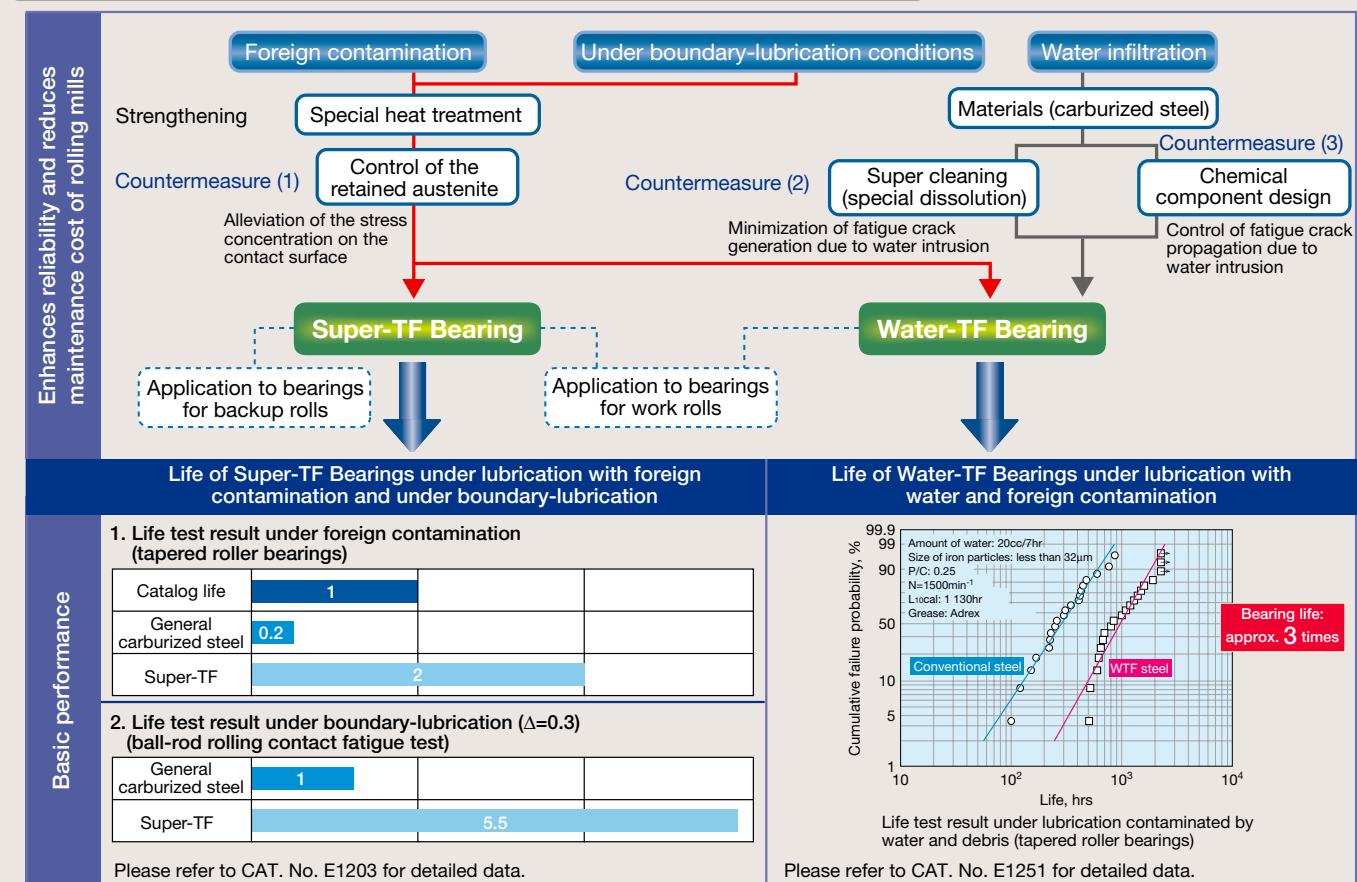 Enhances reliability and reduces
maintenance cost of rolling mills
Foreign contamination
Under boundary-lubrication conditions
Water infiltration
Strengthening
Special heat treatment
Materials (carburized steel)
Countermeasure (1)
Control of the
retained austenite
Countermeasure (2)
Super cleaning
(special dissolution)
Countermeasure (3)
Chemical
component design
Alleviation of the stress
concentration on the
contact surface
Minimization of fatigue crack
generation due to water intrusion
Control of fatigue crack
propagation due to
water intrusion
Super-TF Bearing
Water-TF Bearing
Application to bearings
for backup rolls
Application to bearings
for work rolls
Life of Super-TF Bearings under lubrication with foreign
contamination and under boundary-lubrication
Life of Water-TF Bearings under lubrication with
water and foreign contamination
Basic performance
1. Life test result under foreign contamination
(tapered roller bearings)
Catalog life
1
General
carburized steel
0.2
Super-TF
2
2. Life test result under boundary-lubrication (Δ=0.3)
(ball-rod rolling contact fatigue test)
General
carburized steel
1
Super-TF
5.5
Please refer to CAT. No. E1203 for detailed data.
Cumulative failure probability, %
99.9
99
90
50
10
5
1
Amount of water: 20cc/7hr
Size of iron particles: less than 32μm
P/C: 0.25
N=1500min⁻¹
L₁₀cal: 1 130hr
Grease: Adrex
Conventional steel
WTF steel
Bearing life:
approx. 3 times
10
10²
10³
10⁴
Life, hrs
Life test result under lubrication contaminated by
water and debris (tapered roller bearings)
Please refer to CAT. No. E1251 for detailed data.